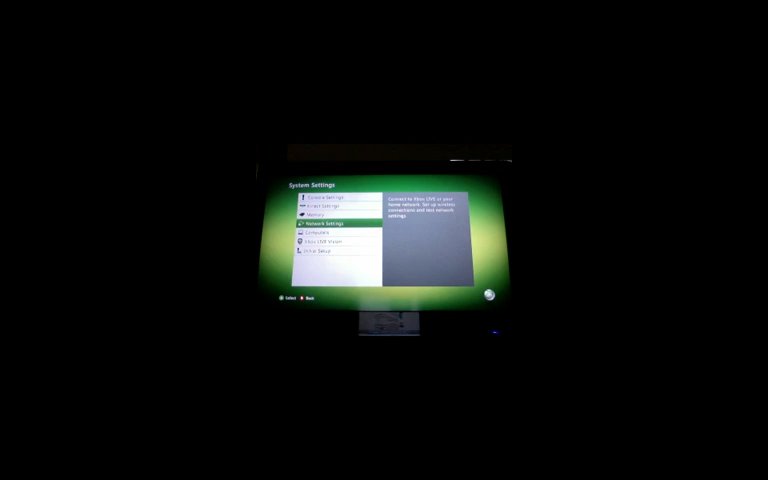 System Settings
Console Settings
Kinect Settings
Memory
Network Settings
Computers
Xbox LIVE Vision
Initial Setup
Connect to Xbox LIVE or your
home network. Set up wireless
connections and test network
settings.
Select
Back